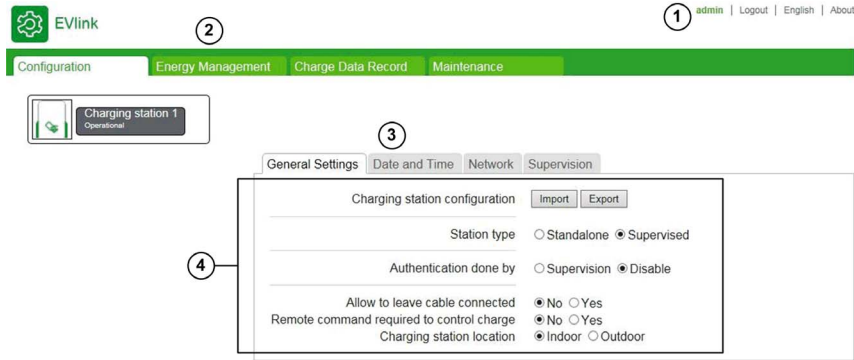 1 admin | Logout | English | About
EVlink
2
Configuration Energy Management Charge Data Record Maintenance
Charging station 1
Operational
3
General Settings Date and Time Network Supervision
Charging station configuration Import Export
Station type Standalone Supervised
4 Authentication done by Supervision Disable
Allow to leave cable connected No Yes
Remote command required to control charge No Yes
Charging station location Indoor Outdoor